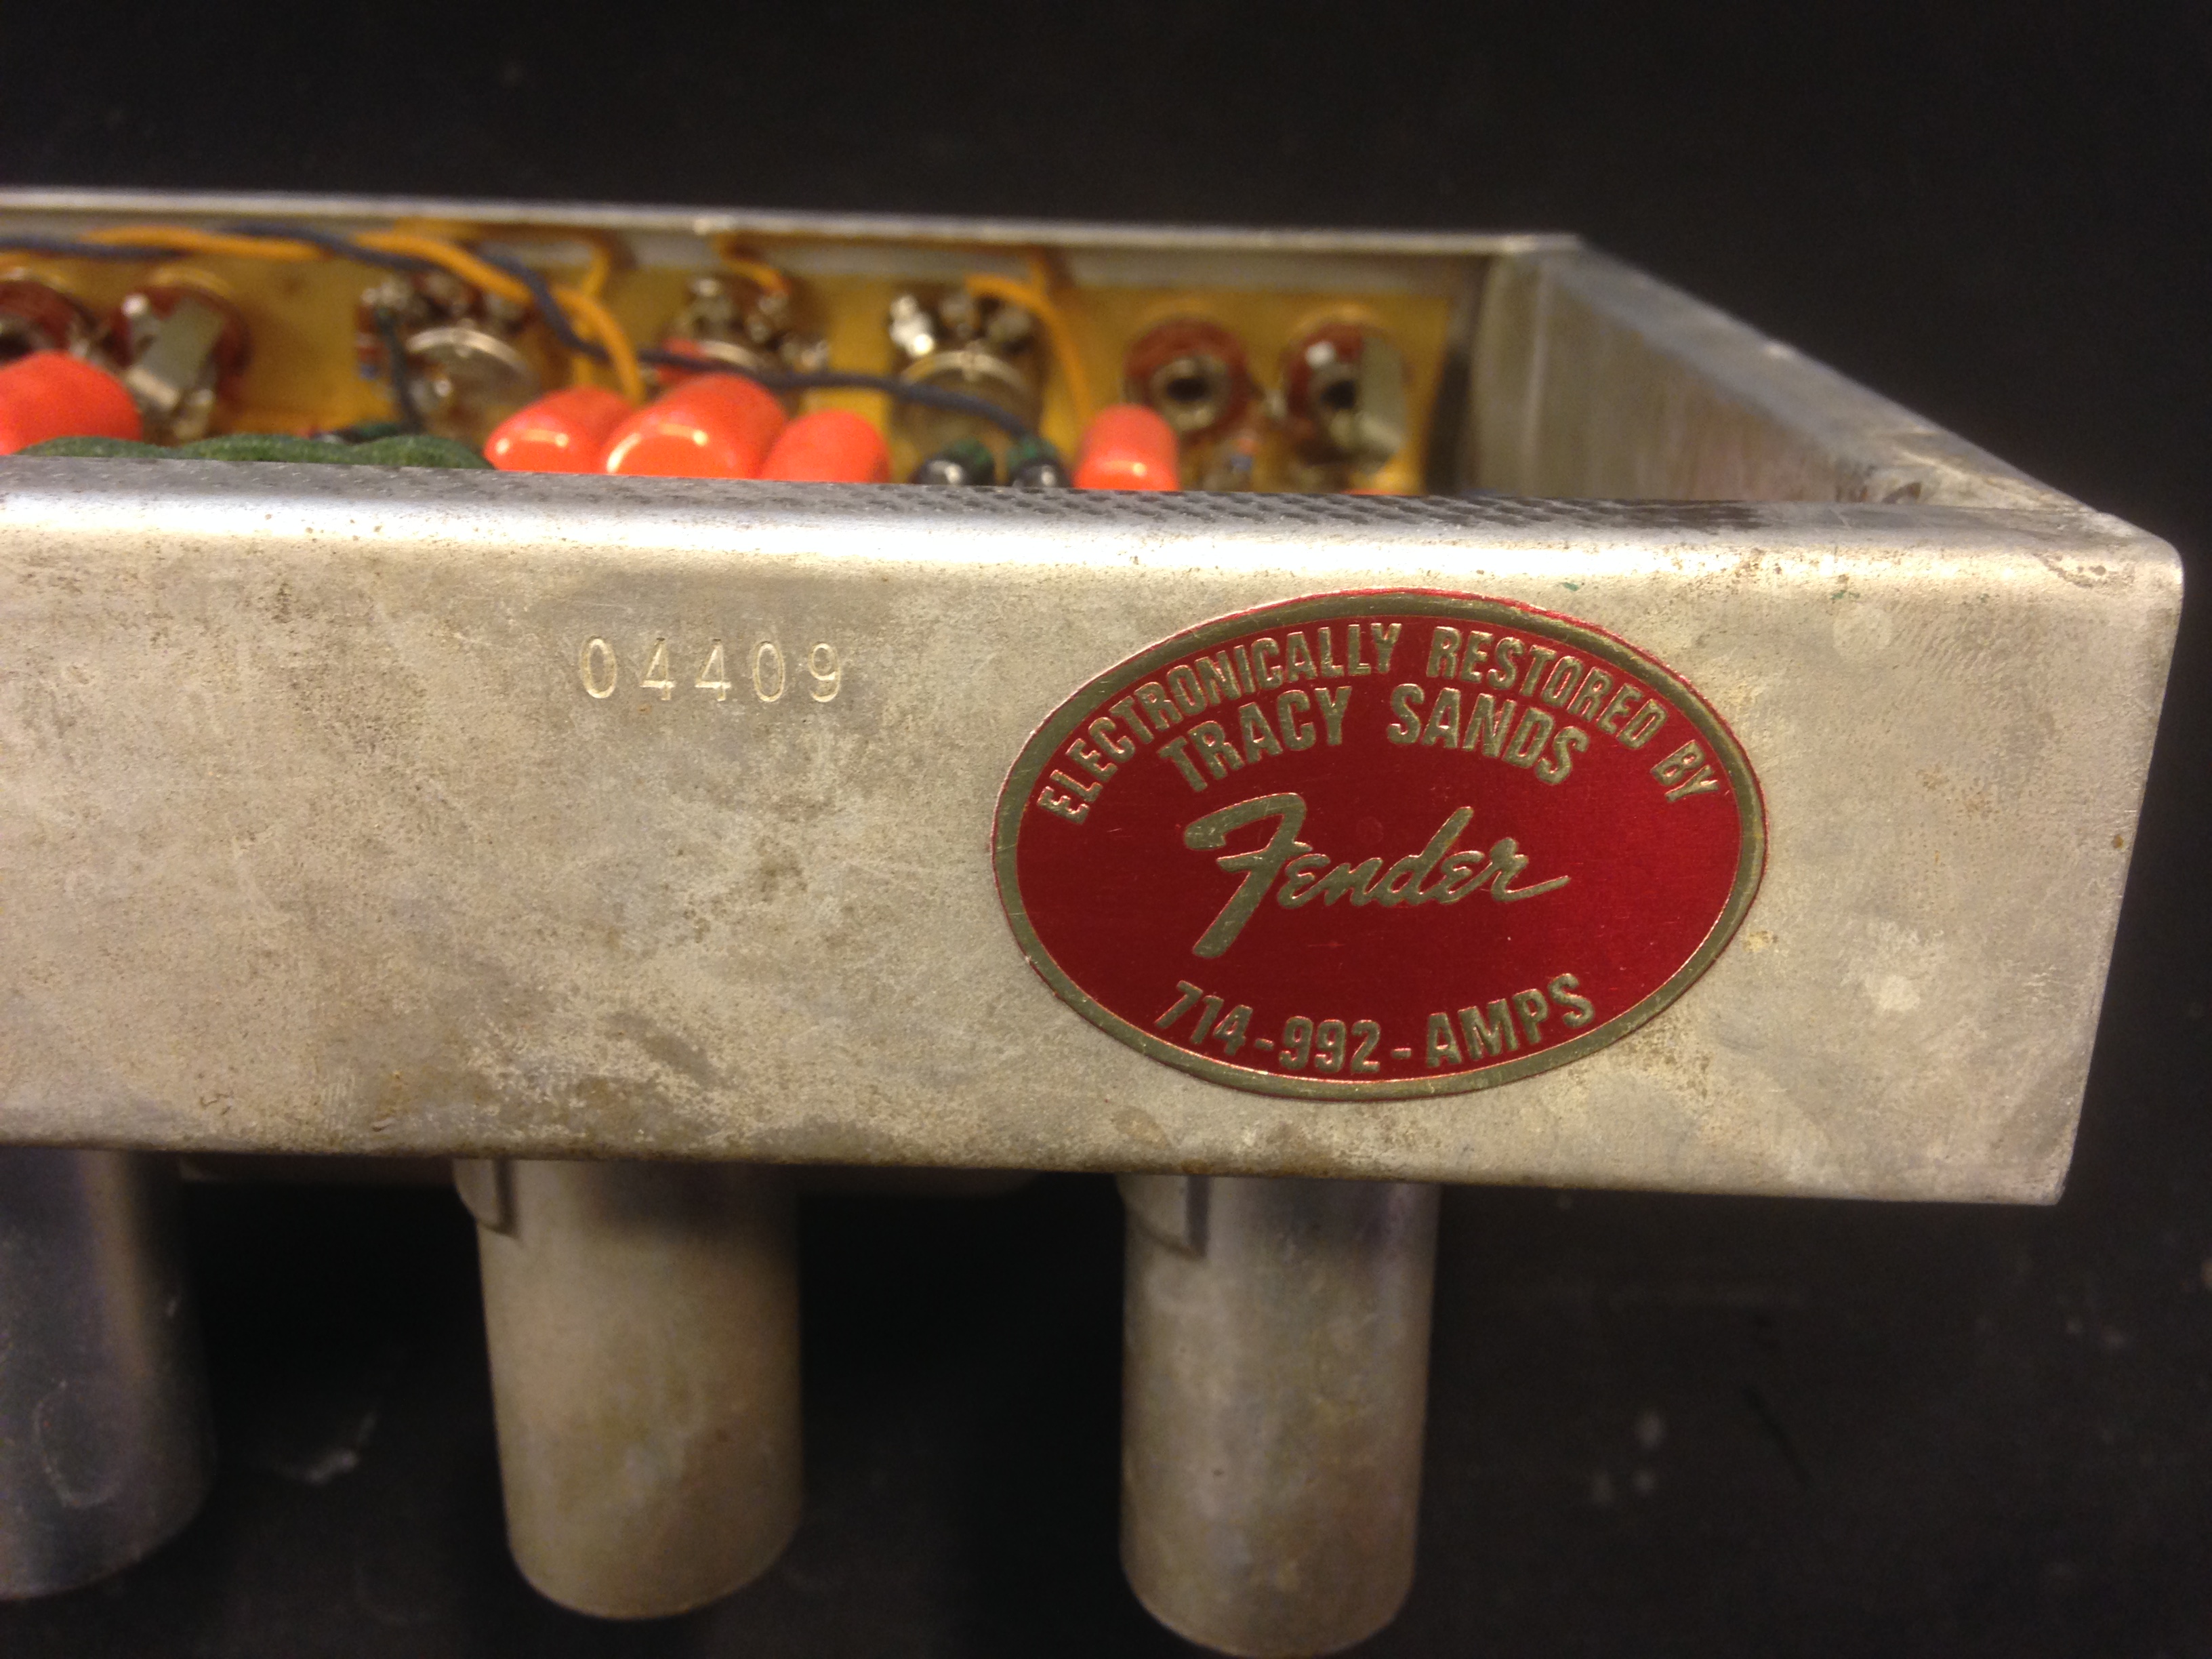 04409
ELECTRONICALLY RESTORED BY
TRACY SANDS
Fender
714-992-AMPS